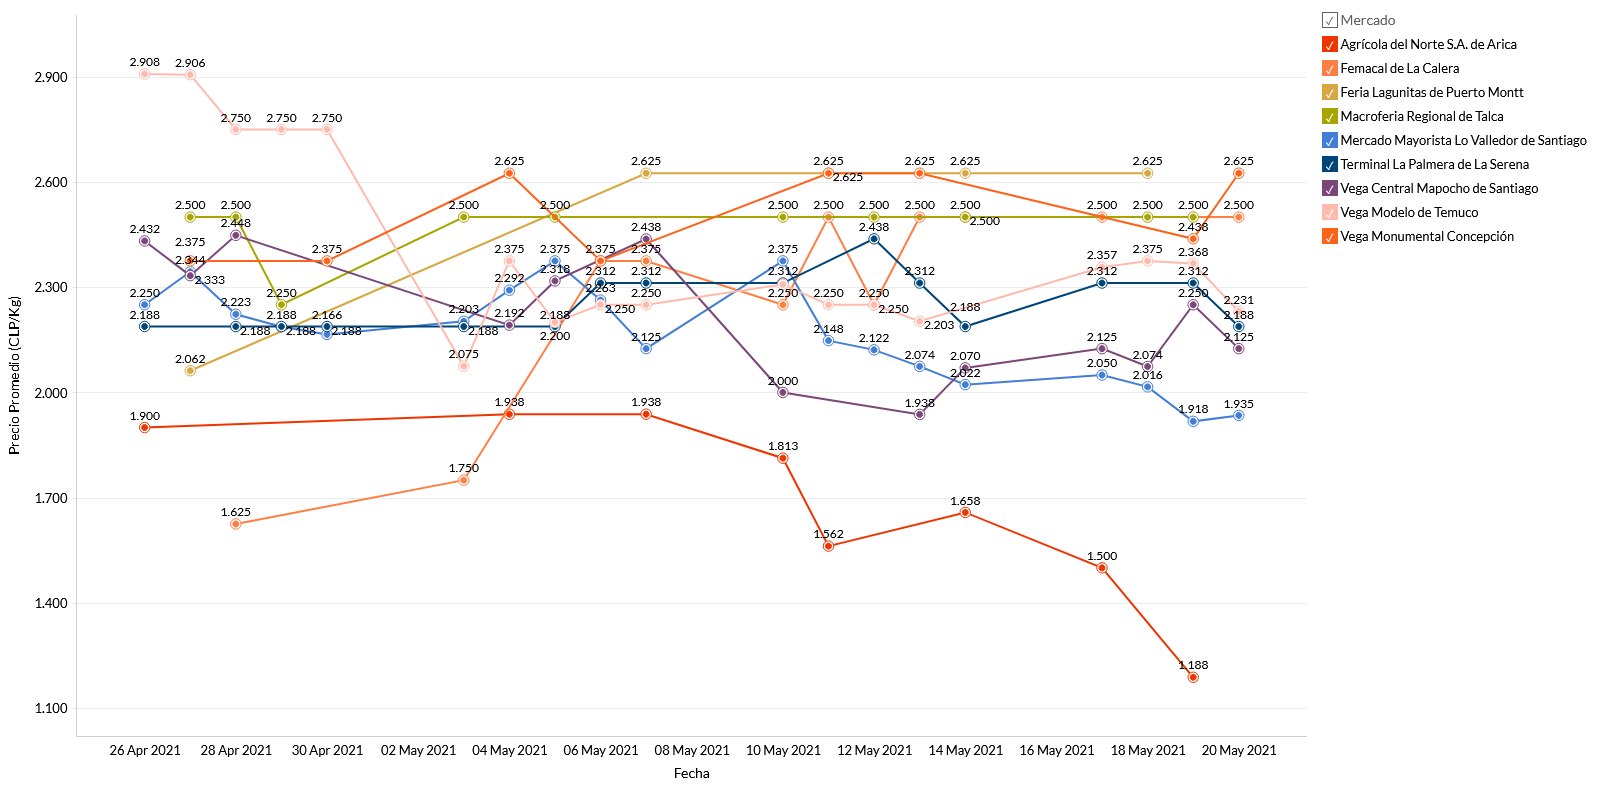 ✓ Mercado
✓ Agrícola del Norte S.A. de Arica
✓ Femacal de La Calera
✓ Feria Lagunitas de Puerto Montt
✓ Macroferia Regional de Talca
✓ Mercado Mayorista Lo Valledor de Santiago
✓ Terminal La Palmera de La Serena
✓ Vega Central Mapocho de Santiago
✓ Vega Modelo de Temuco
✓ Vega Monumental Concepción
Precio Promedio (CLP/Kg)
2.900
2.600
2.300
2.000
1.700
1.400
1.100
2.908 2.906
2.750 2.750 2.750
2.625 2.625 2.625 2.625 2.625 2.625 2.625
2.625
2.500 2.500 2.500 2.500 2.500 2.500 2.500 2.500 2.500 2.500 2.500 2.500 2.500
2.500
2.432 2.448 2.438 2.438 2.438
2.375 2.375 2.375 2.375 2.375 2.375 2.375 2.357 2.375 2.368
2.344 2.333
2.292 2.318 2.312 2.312 2.312 2.312 2.312 2.312
2.250 2.223 2.250 2.263 2.250 2.250 2.250 2.250 2.250 2.250 2.250 2.231
2.188 2.188 2.188 2.188 2.166 2.188 2.203 2.188 2.192 2.188 2.200 2.203 2.188 2.188
2.062 2.075 2.125 2.148 2.122 2.074 2.070 2.022 2.125 2.050 2.074 2.016 2.125
1.900 1.938 1.938 2.000 1.938 1.918 1.935
1.813
1.625 1.750 1.562 1.658
1.500
1.188
26 Apr 2021 28 Apr 2021 30 Apr 2021 02 May 2021 04 May 2021 06 May 2021 08 May 2021 10 May 2021 12 May 2021 14 May 2021 16 May 2021 18 May 2021 20 May 2021
Fecha